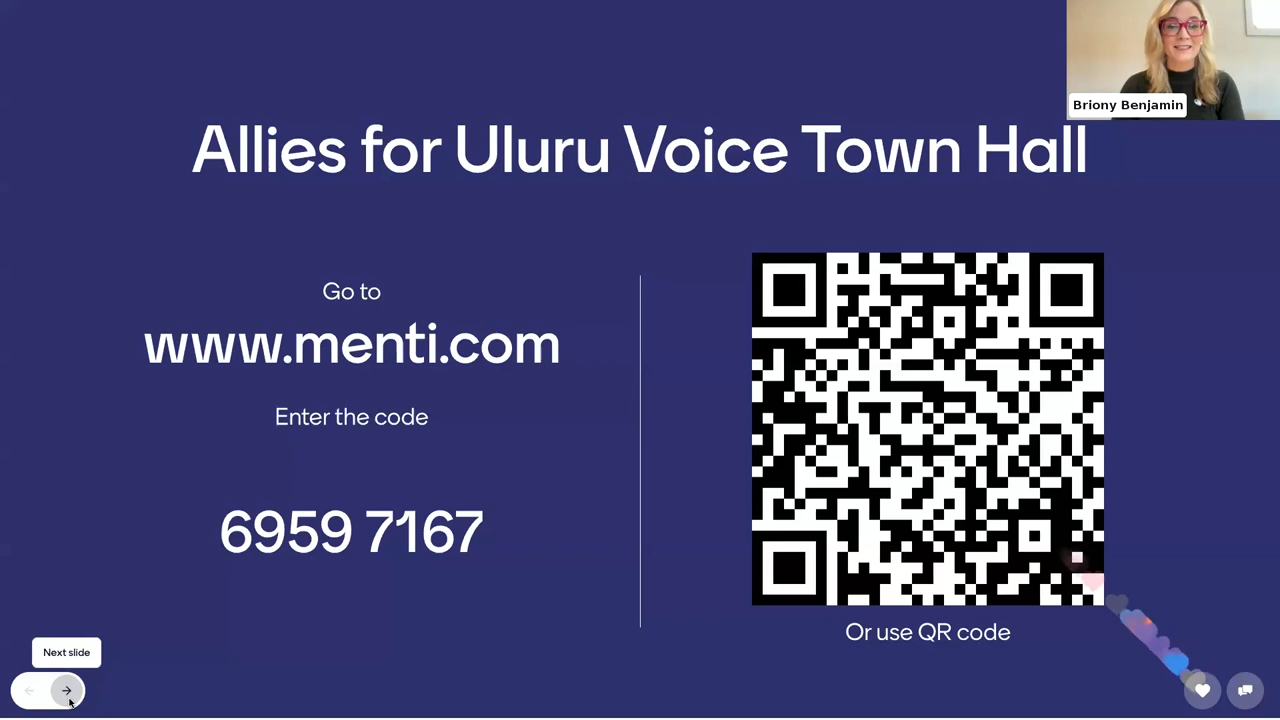 Briony Benjamin
Allies for Uluru Voice Town Hall
Go to
www.menti.com
Enter the code
6959 7167
Or use QR code
Next slide